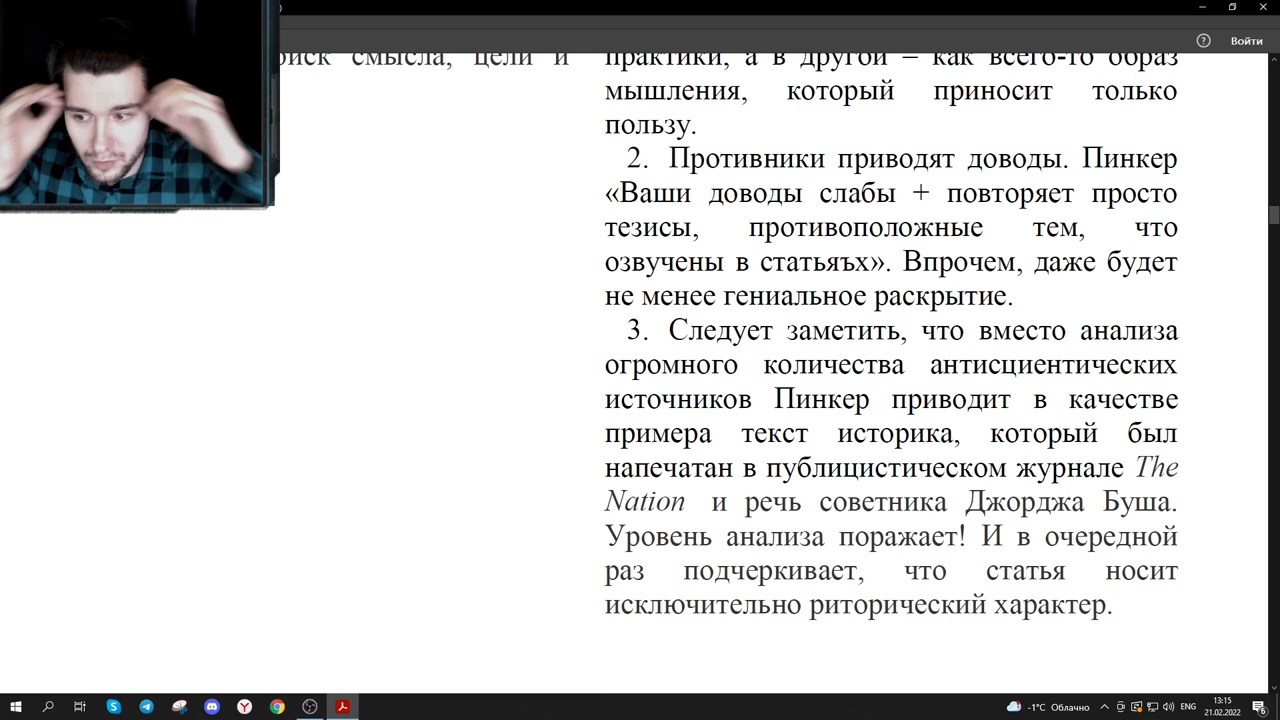 Войти
оиск смысла, цели и
практики, а в другой – как всего-то образ
мышления, который приносит только
пользу.
2. Противники приводят доводы. Пинкер
«Ваши доводы слабы + повторяет просто
тезисы, противоположные тем, что
озвучены в статьяъх». Впрочем, даже будет
не менее гениальное раскрытие.
3. Следует заметить, что вместо анализа
огромного количества антисциентических
источников Пинкер приводит в качестве
примера текст историка, который был
напечатан в публицистическом журнале The
Nation и речь советника Джорджа Буша.
Уровень анализа поражает! И в очередной
раз подчеркивает, что статья носит
исключительно риторический характер.
-1°C Облачно
ENG
13:15
21.02.2022
6